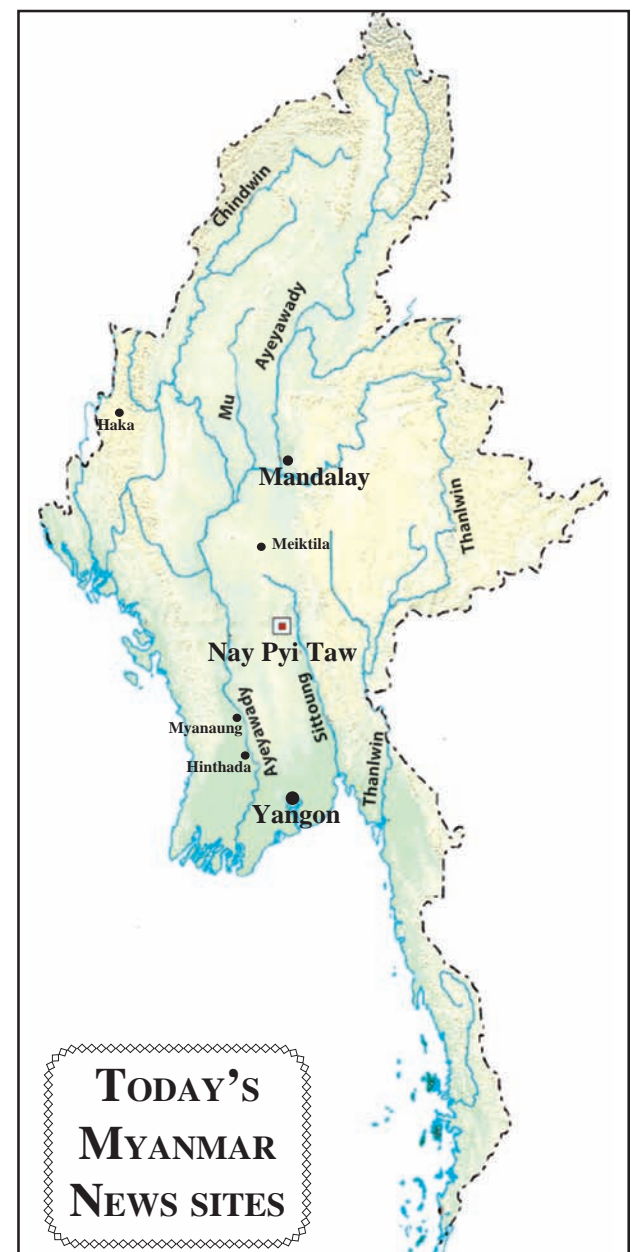 Chindwin
Ayeyawady
Mu
Haka
Mandalay
Thanlwin
Meiktila
Nay Pyi Taw
Sittoung
Ayeyawady
Myanaung
Thanlwin
Hinthada
Yangon
TODAY'S
MYANMAR
NEWS SITES